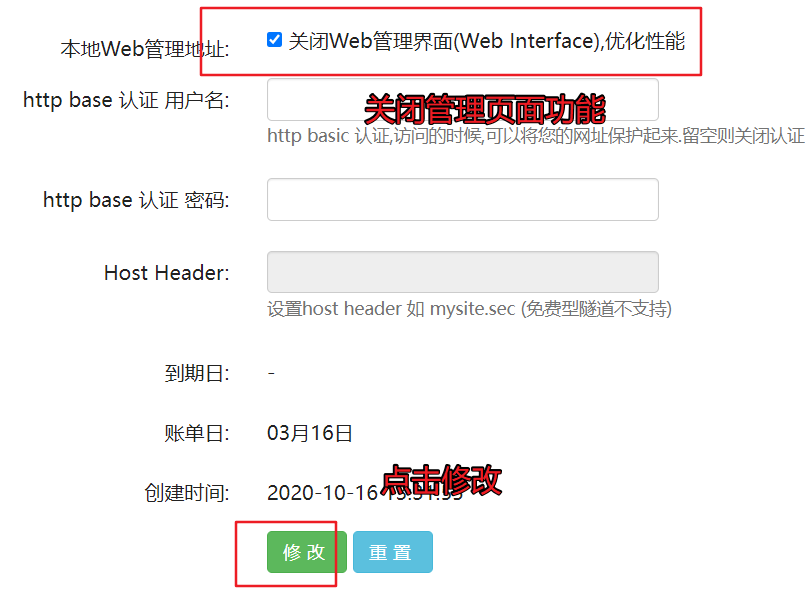 本地Web管理地址: 关闭Web管理界面(Web Interface),优化性能
http base 认证 用户名:
关闭管理页面功能
http basic 认证,访问的时候,可以将您的网址保护起来.留空则关闭认证
http base 认证 密码:
Host Header:
设置host header 如 mysite.sec (免费型隧道不支持)
到期日: -
账单日: 03月16日
点击修改
创建时间: 2020-10-16
修 改 重 置